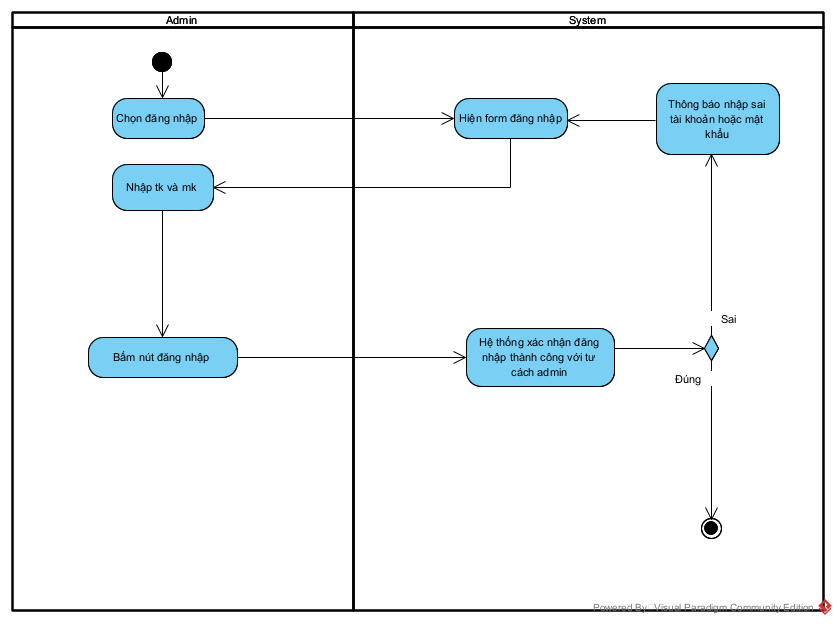 Admin
System
Chọn đăng nhập
Hiện form đăng nhập
Thông báo nhập sai
tài khoản hoặc mật
khẩu
Nhập tk và mk
Sai
Bấm nút đăng nhập
Hệ thống xác nhận đăng
nhập thành công với tư
cách admin
Đúng
Powered By Visual Paradigm Community Edition